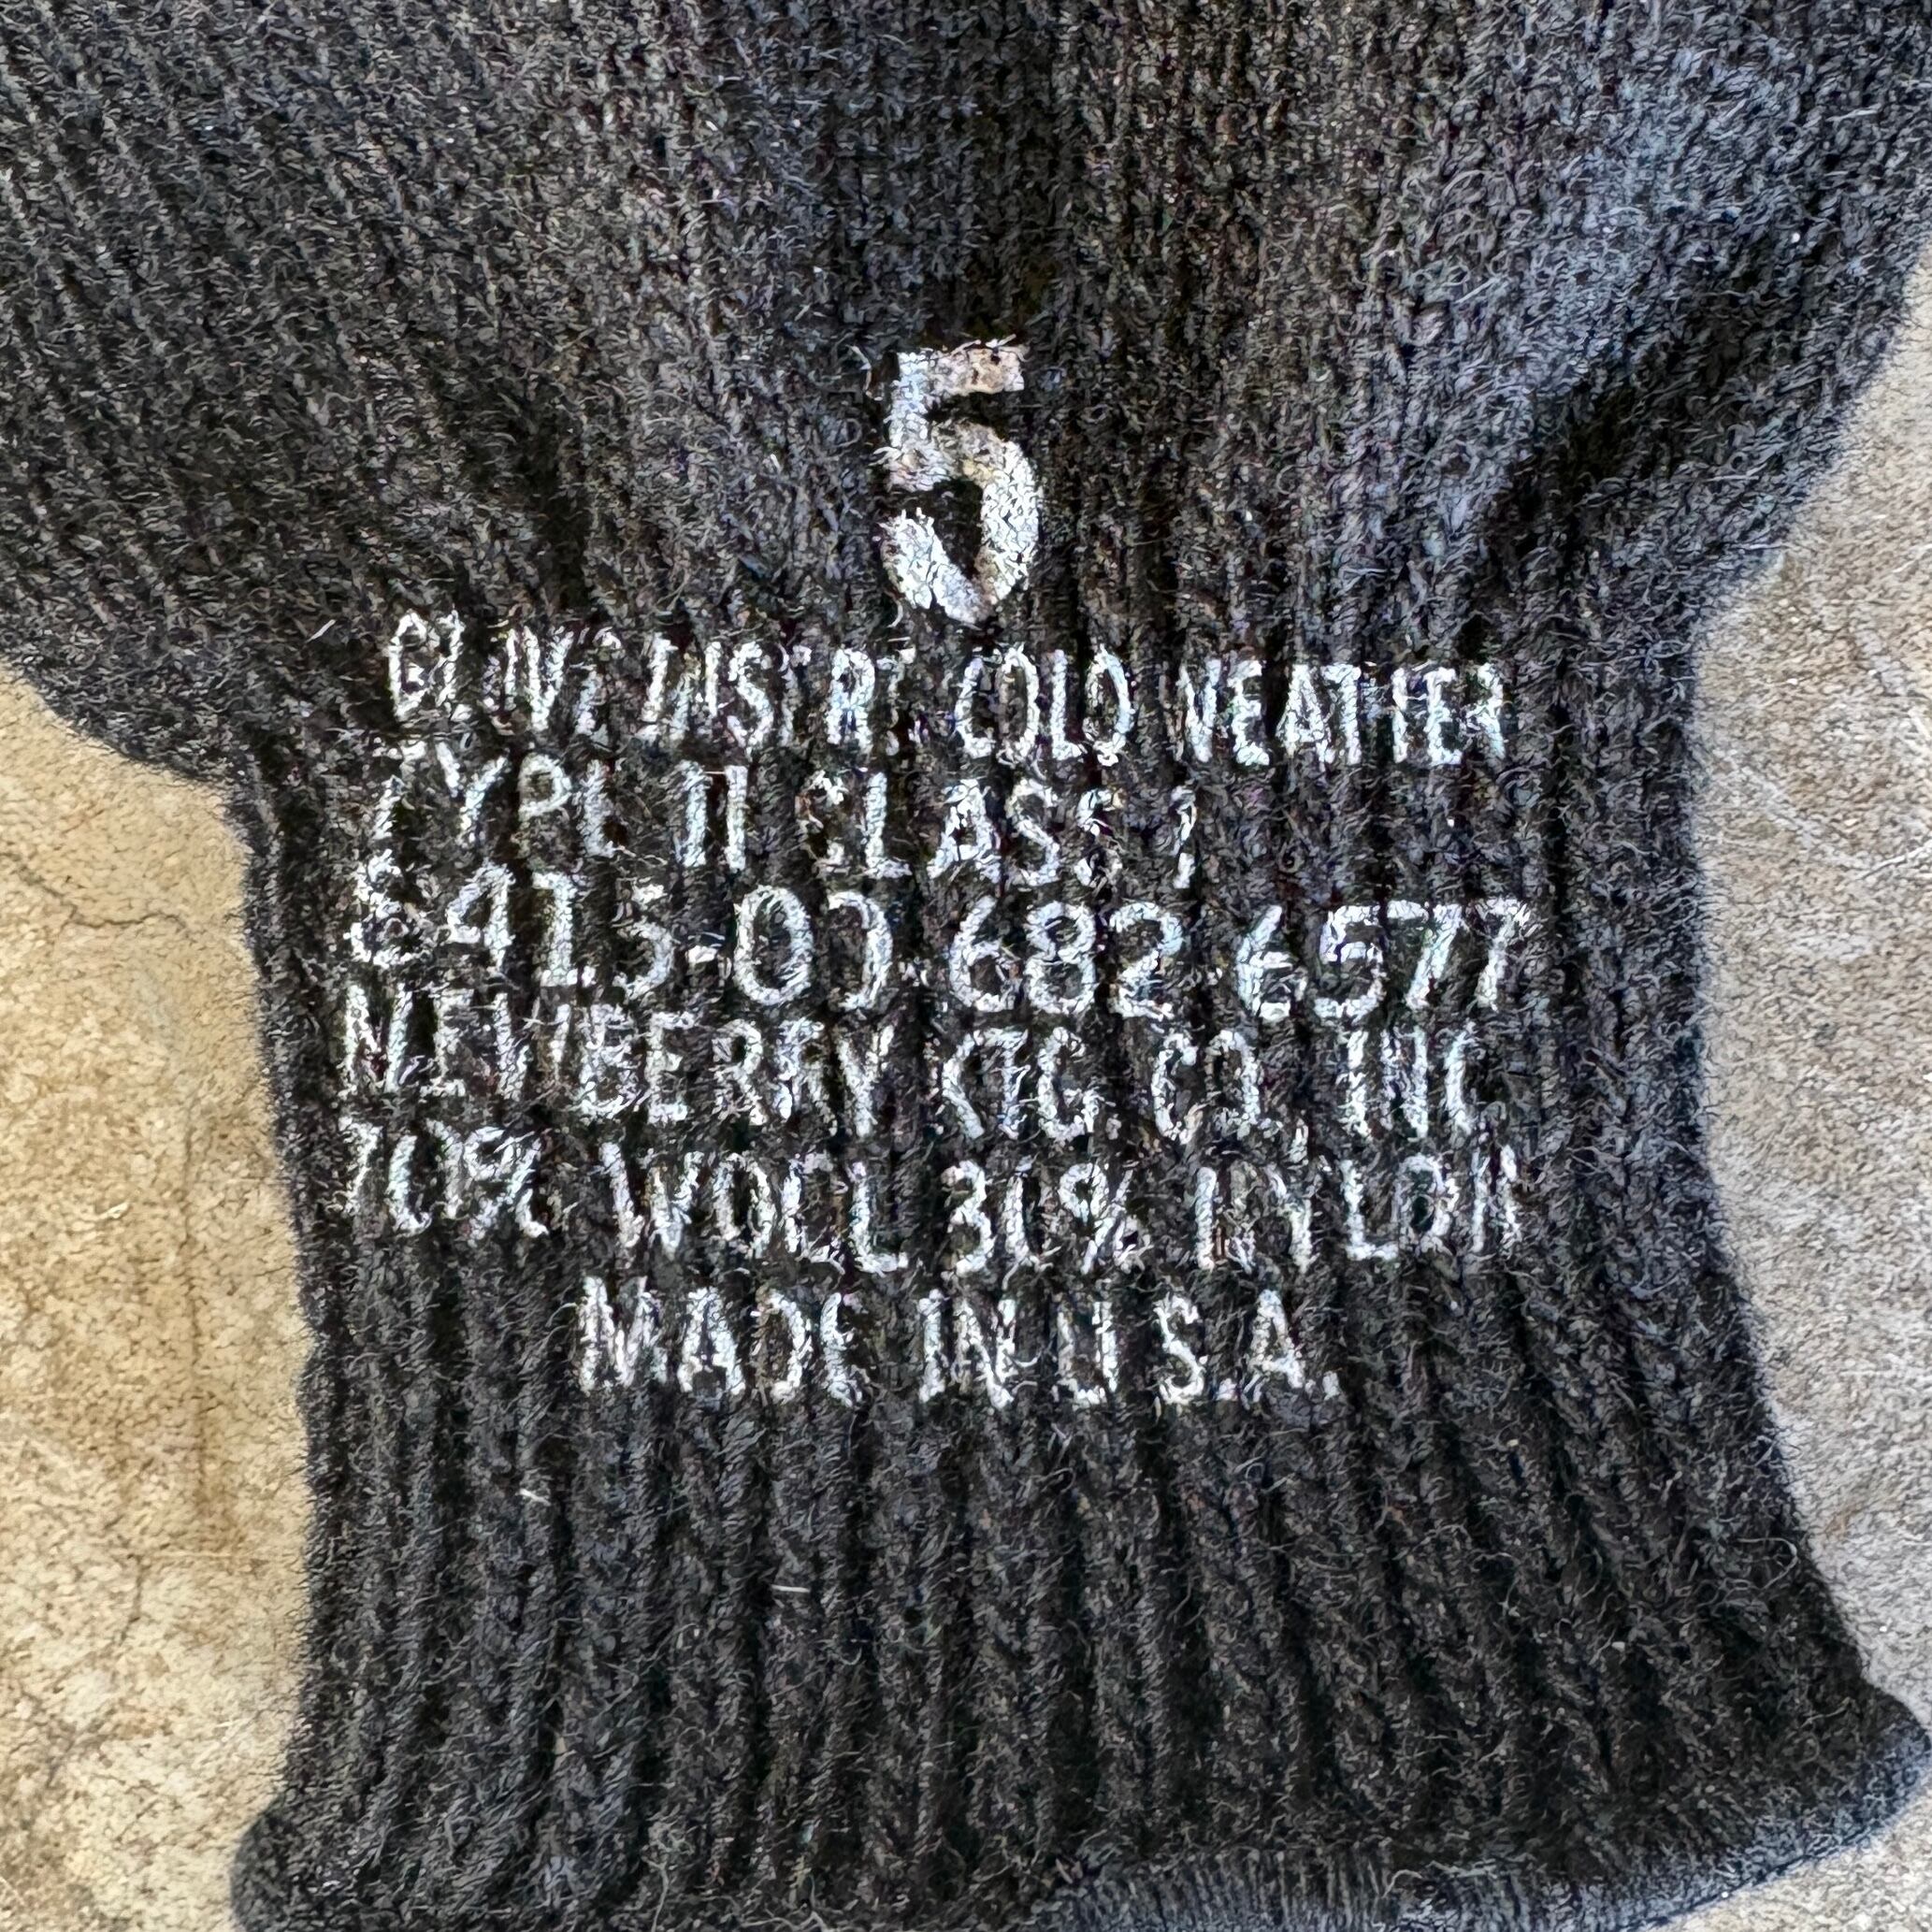 5
GLOVE INSERT COLD WEATHER
TYPE II CLASS 1
8415-00-682-6577
NEWBERRY KTG. CO. INC
70% WOOL 30% NYLON
MADE IN U.S.A.